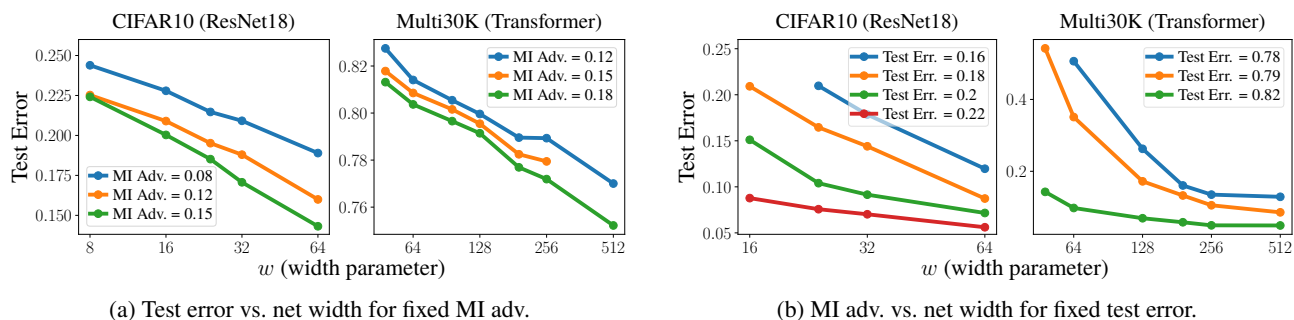 CIFAR10 (ResNet18)
Multi30K (Transformer)
Test Error
0.250
0.225
0.200
0.175
0.150
MI Adv. = 0.08
MI Adv. = 0.12
MI Adv. = 0.15
8
16
32
64
0.82
0.80
0.78
0.76
MI Adv. = 0.12
MI Adv. = 0.15
MI Adv. = 0.18
64
128
256
512
w (width parameter)
(a) Test error vs. net width for fixed MI adv.
CIFAR10 (ResNet18)
Multi30K (Transformer)
Test Error
0.25
0.20
0.15
0.10
0.05
Test Err. = 0.16
Test Err. = 0.18
Test Err. = 0.2
Test Err. = 0.22
16
32
64
0.4
0.2
Test Err. = 0.78
Test Err. = 0.79
Test Err. = 0.82
64
128
256
512
w (width parameter)
(b) MI adv. vs. net width for fixed test error.